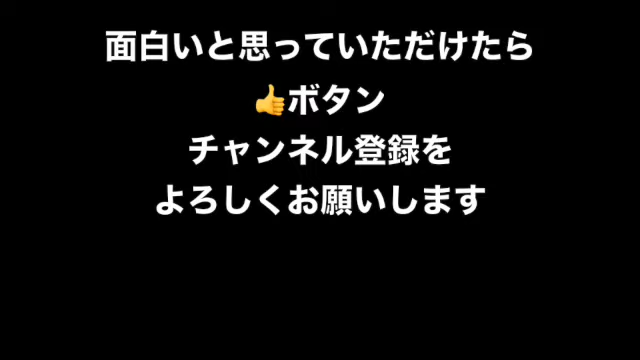 面白いと思っていただけたら
👍ボタン
チャンネル登録を
よろしくお願いします